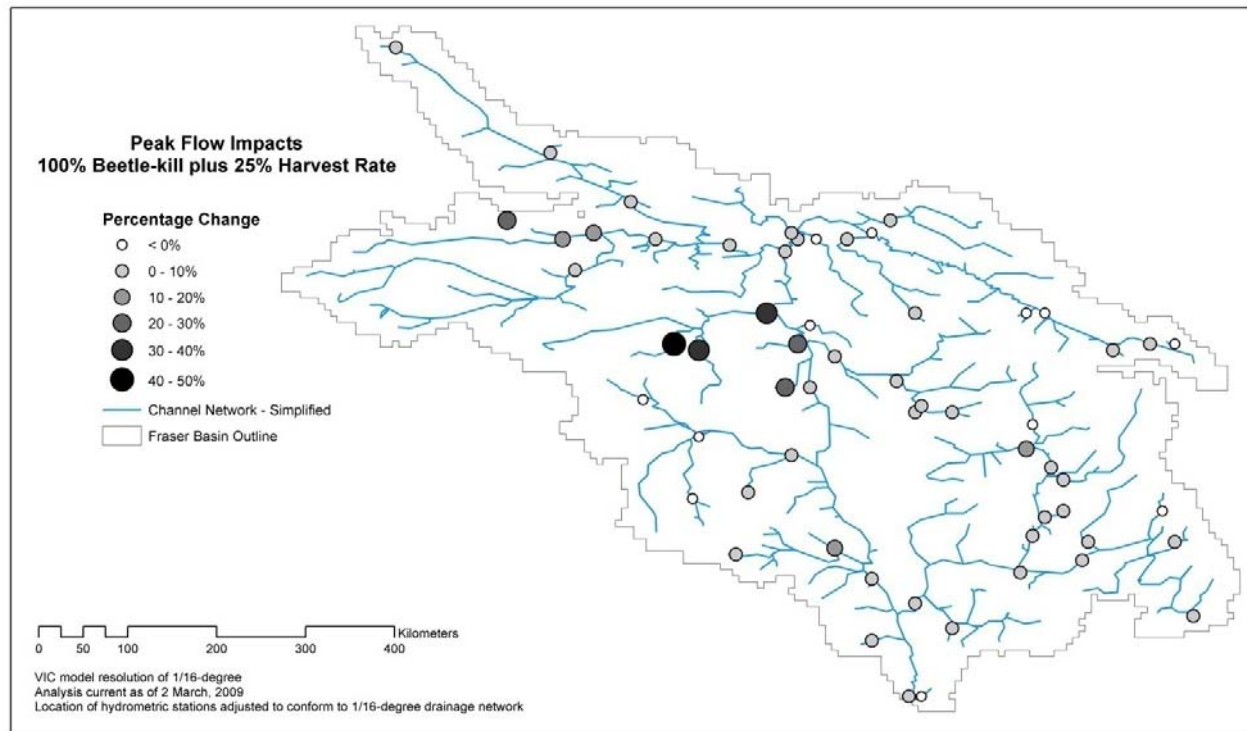 Peak Flow Impacts
100% Beetle-kill plus 25% Harvest Rate
Percentage Change
< 0%
0 - 10%
10 - 20%
20 - 30%
30 - 40%
40 - 50%
Channel Network - Simplified
Fraser Basin Outline
Kilometers
0 50 100 200 300 400
VIC model resolution of 1/16-degree
Analysis current as of 2 March, 2009
Location of hydrometric stations adjusted to conform to 1/16-degree drainage network